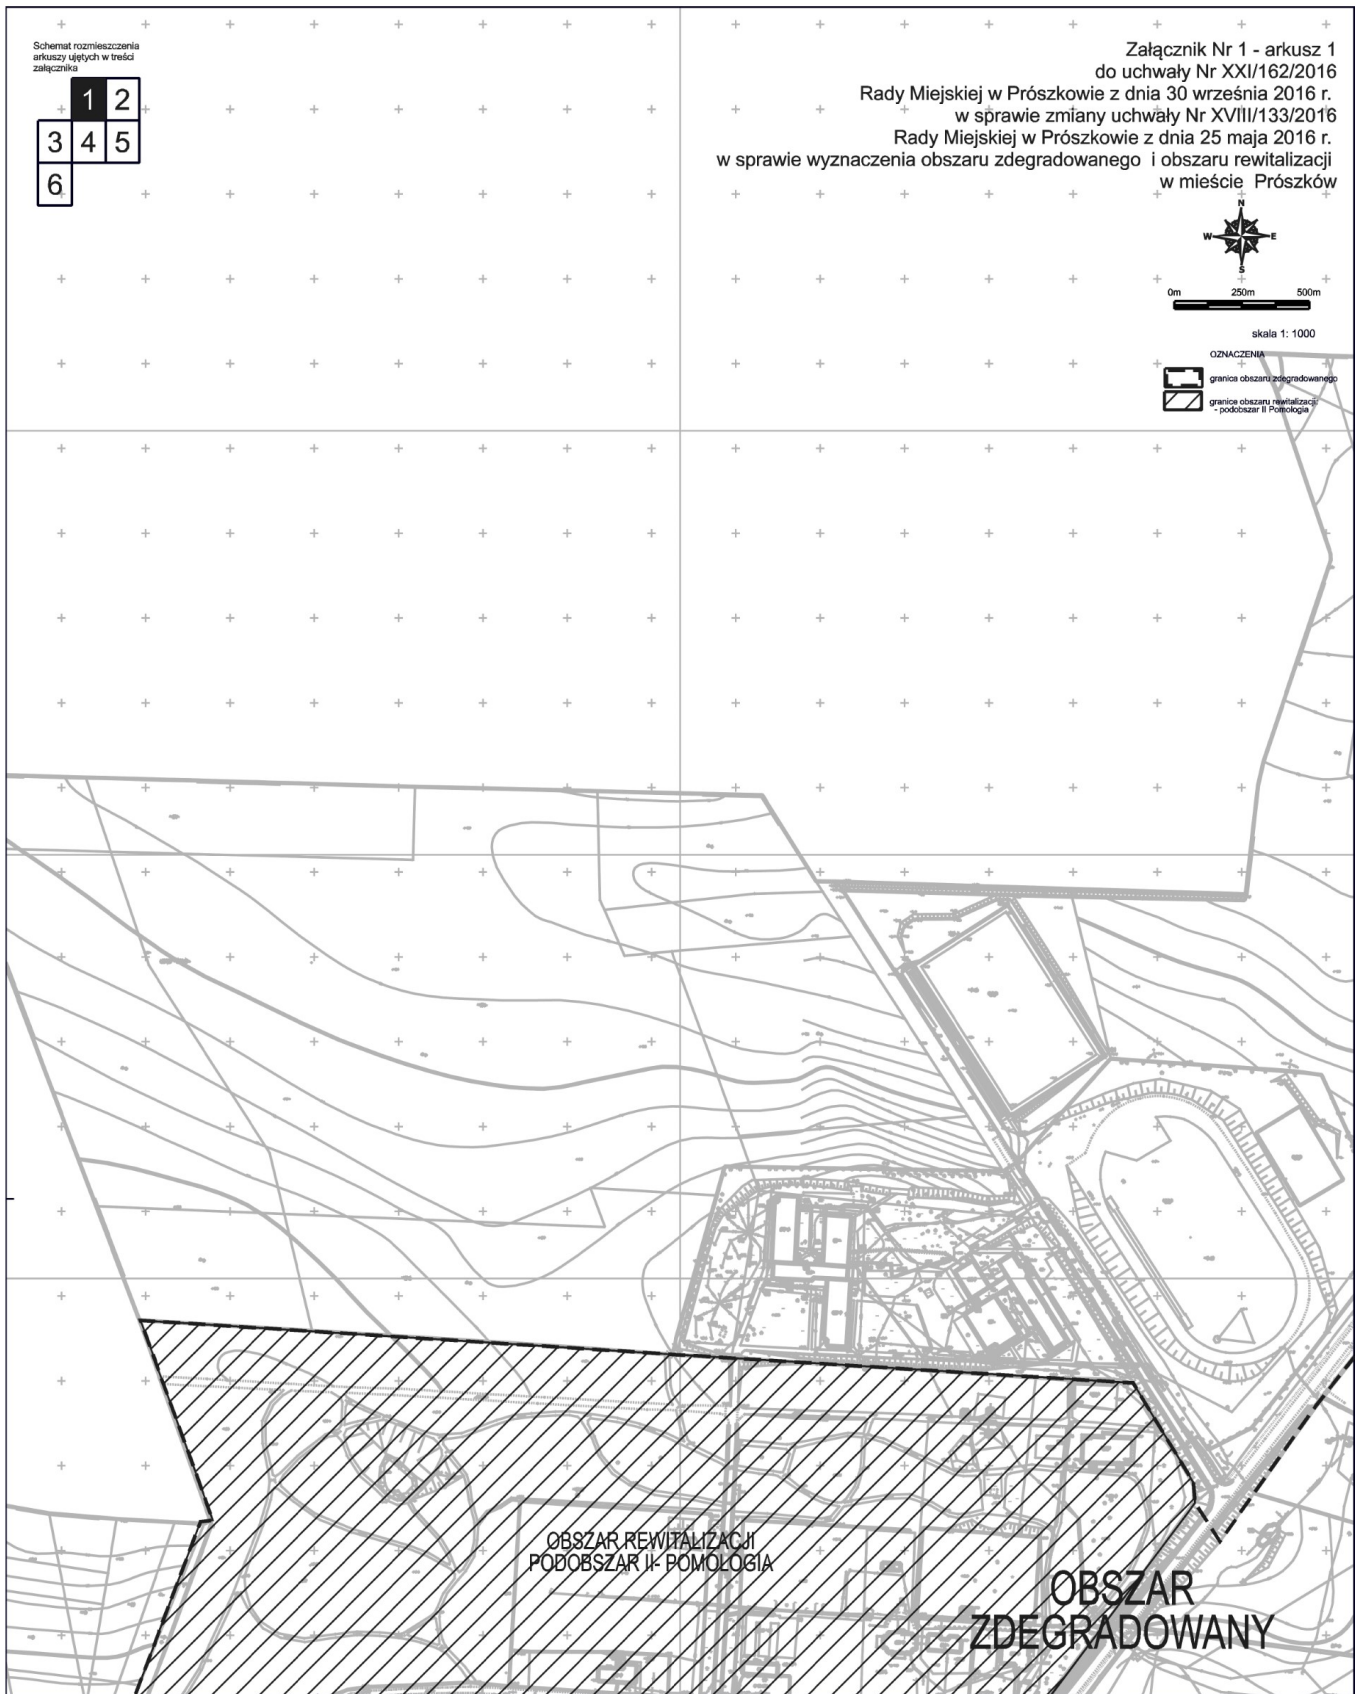 Schemat rozmieszczenia
arkuszy ujętych w treści
załącznika
1 2
3 4 5
6
Załącznik Nr 1 - arkusz 1
do uchwały Nr XXI/162/2016
Rady Miejskiej w Prószkowie z dnia 30 września 2016 r.
w sprawie zmiany uchwały Nr XVIII/133/2016
Rady Miejskiej w Prószkowie z dnia 25 maja 2016 r.
w sprawie wyznaczenia obszaru zdegradowanego i obszaru rewitalizacji
w mieście Prószków
N
W E
S
0m 250m 500m
skala 1: 1000
OZNACZENIA
granica obszaru zdegradowanego
granice obszaru rewitalizacji:
- podobszar II Pomologia
OBSZAR REWITALIZACJI
PODOBSZAR II- POMOLOGIA
OBSZAR
ZDEGRADOWANY